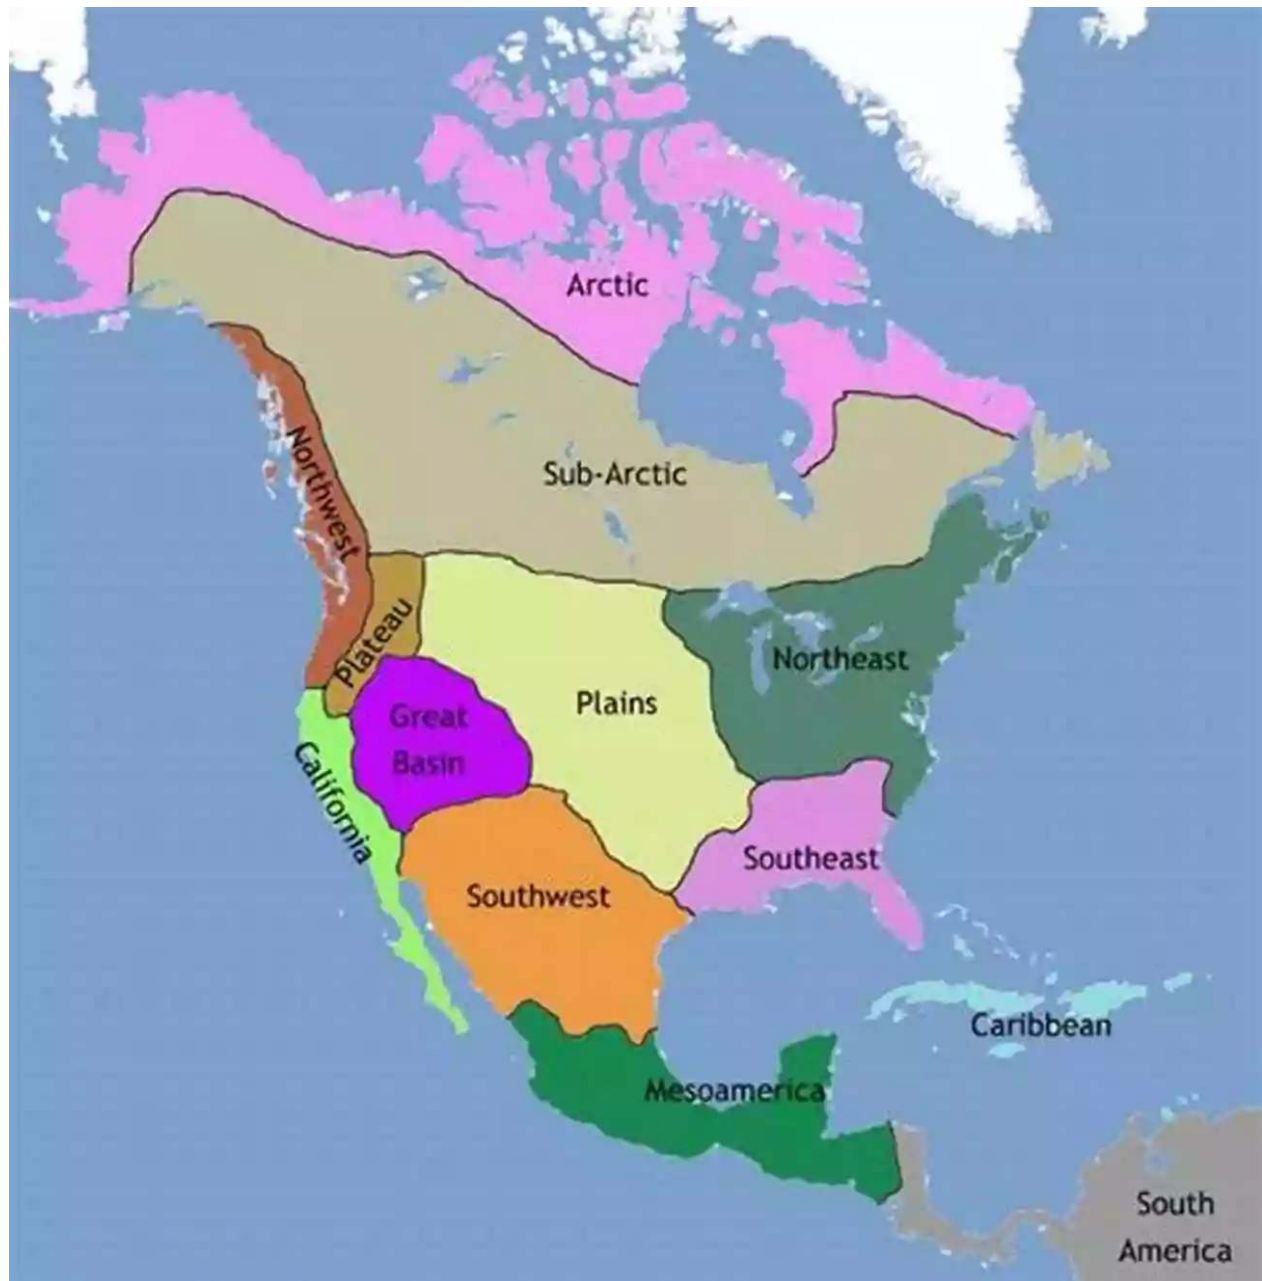 Arctic
Sub-Arctic
Northwest
Plateau
Northeast
Plains
Great
Basin
California
Southeast
Southwest
Caribbean
Mesoamerica
South
America